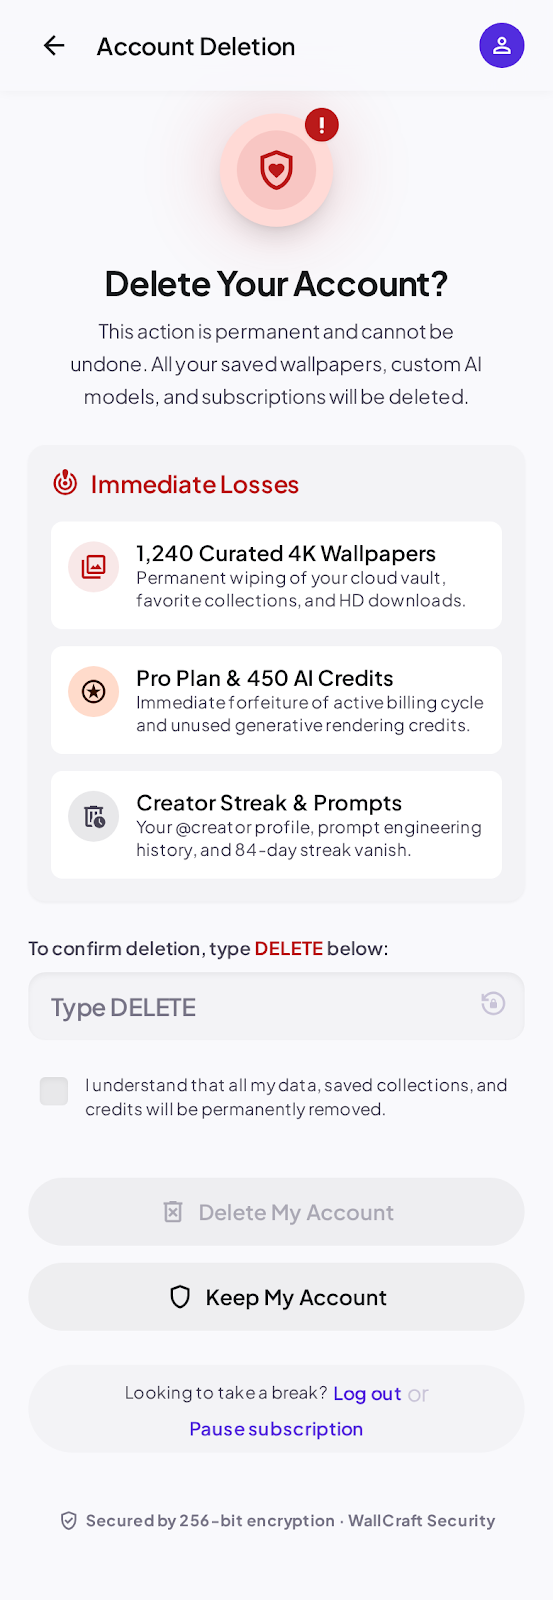 Account Deletion
!
Delete Your Account?
This action is permanent and cannot be
undone. All your saved wallpapers, custom AI
models, and subscriptions will be deleted.
Immediate Losses
1,240 Curated 4K Wallpapers
Permanent wiping of your cloud vault,
favorite collections, and HD downloads.
Pro Plan & 450 AI Credits
Immediate forfeiture of active billing cycle
and unused generative rendering credits.
Creator Streak & Prompts
Your @creator profile, prompt engineering
history, and 84-day streak vanish.
To confirm deletion, type DELETE below:
Type DELETE
I understand that all my data, saved collections, and
credits will be permanently removed.
Delete My Account
Keep My Account
Looking to take a break? Log out or
Pause subscription
Secured by 256-bit encryption · WallCraft Security